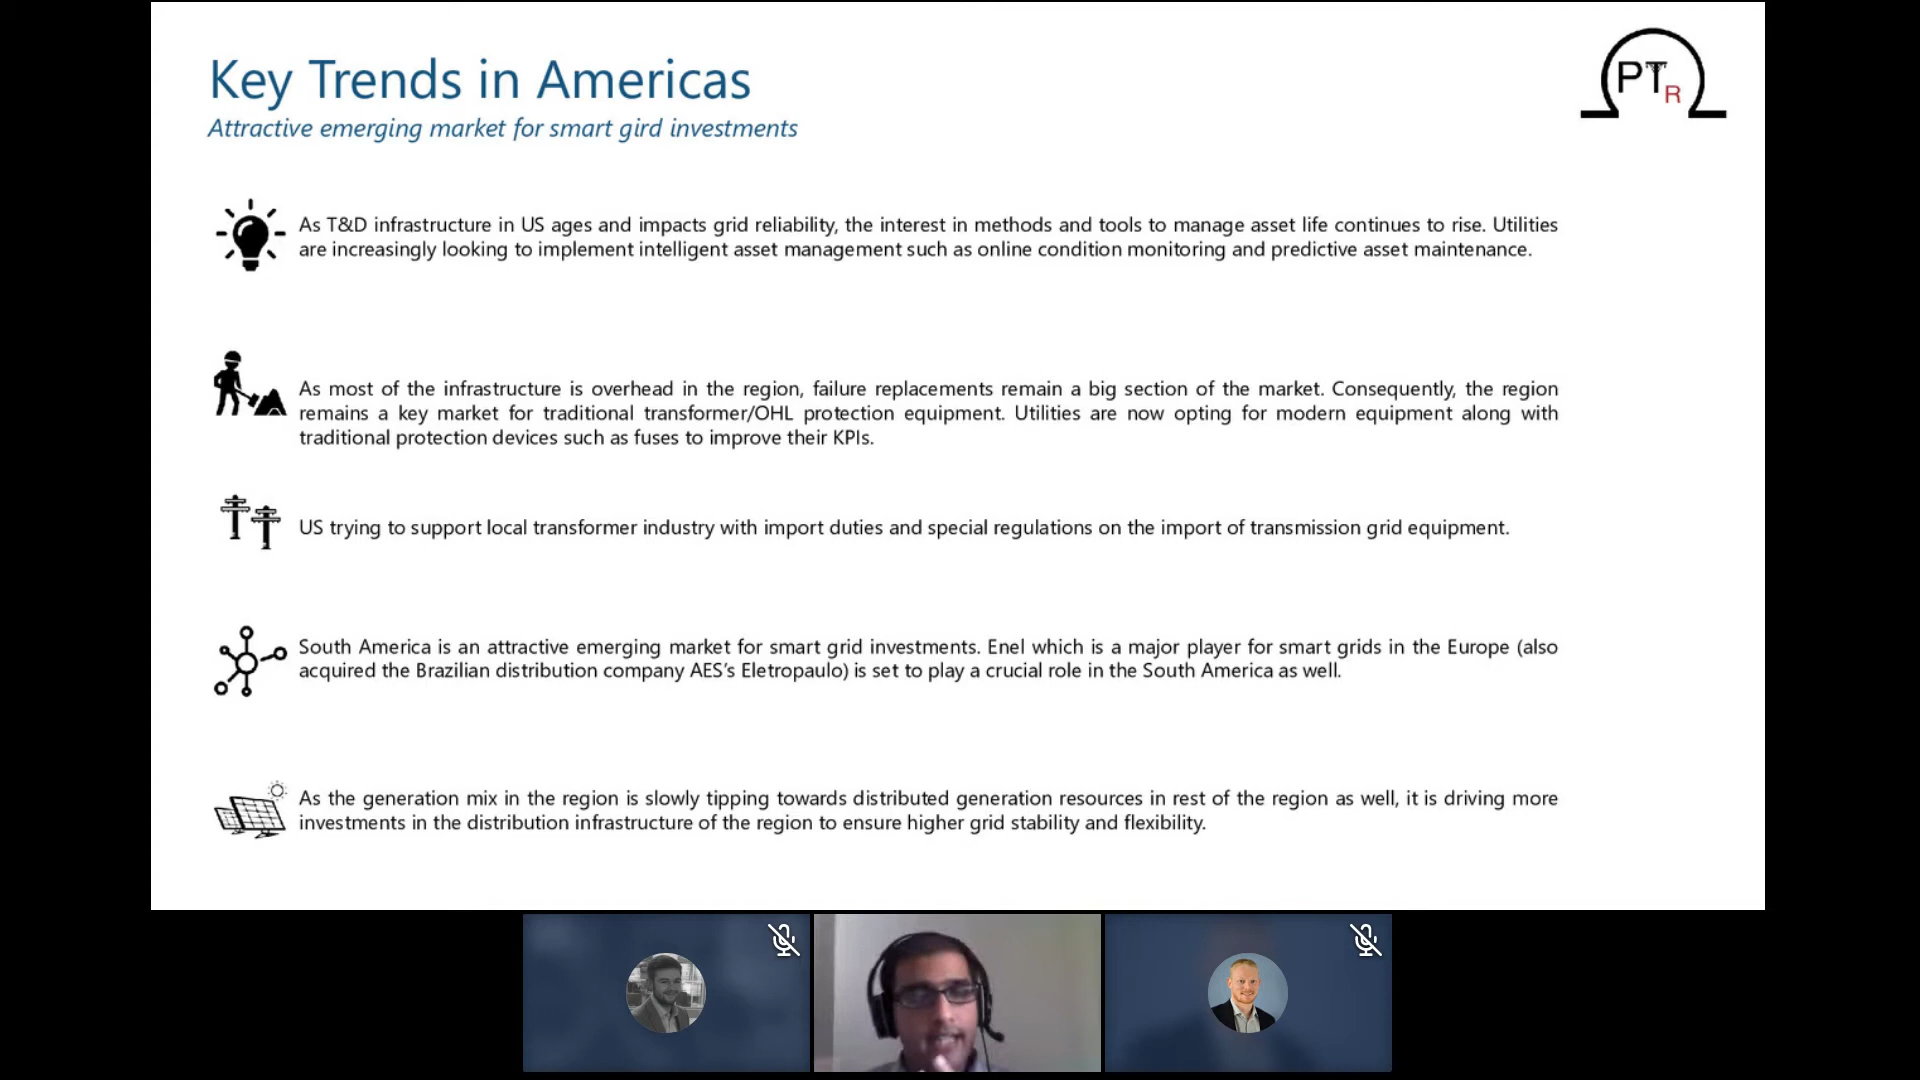 Key Trends in Americas
Attractive emerging market for smart gird investments
PTR
As T&D infrastructure in US ages and impacts grid reliability, the interest in methods and tools to manage asset life continues to rise. Utilities
are increasingly looking to implement intelligent asset management such as online condition monitoring and predictive asset maintenance.
As most of the infrastructure is overhead in the region, failure replacements remain a big section of the market. Consequently, the region
remains a key market for traditional transformer/OHL protection equipment. Utilities are now opting for modern equipment along with
traditional protection devices such as fuses to improve their KPIs.
US trying to support local transformer industry with import duties and special regulations on the import of transmission grid equipment.
South America is an attractive emerging market for smart grid investments. Enel which is a major player for smart grids in the Europe (also
acquired the Brazilian distribution company AES's Eletropaulo) is set to play a crucial role in the South America as well.
As the generation mix in the region is slowly tipping towards distributed generation resources in rest of the region as well, it is driving more
investments in the distribution infrastructure of the region to ensure higher grid stability and flexibility.